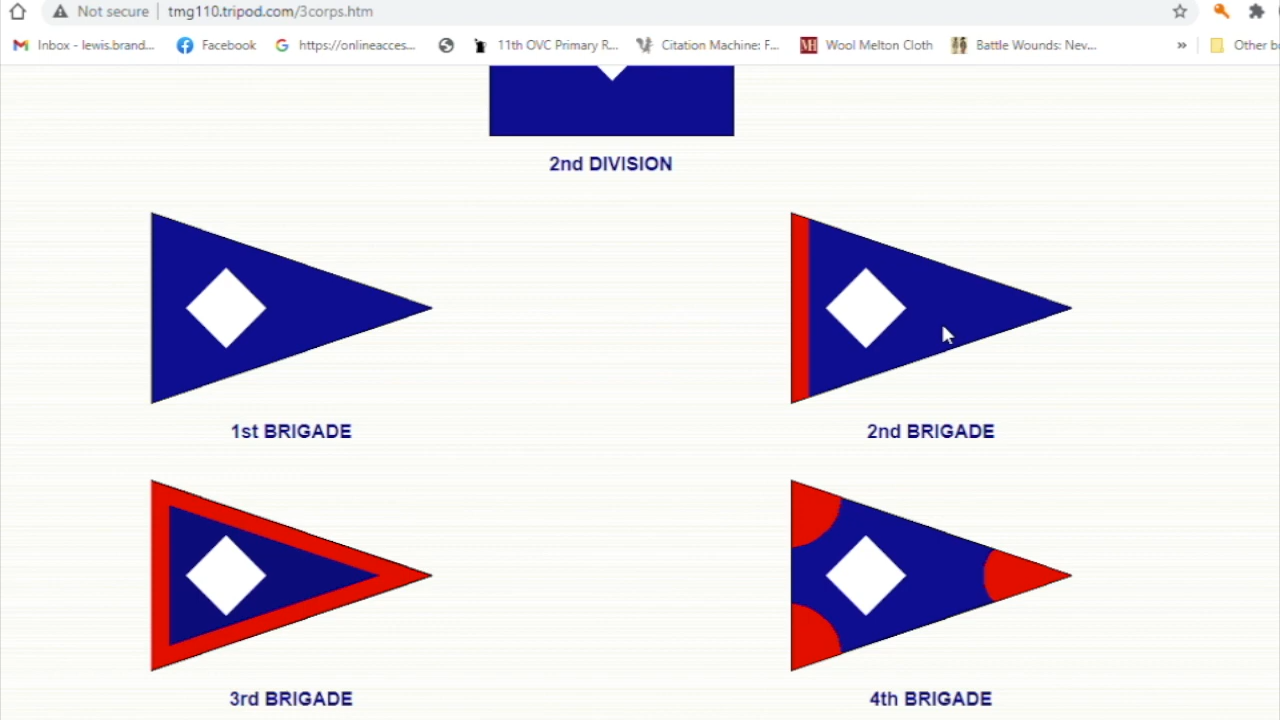 Not secure | tmg110.tripod.com/3corps.htm
Inbox - lewis.brand... Facebook https://onlineacces... 11th OVC Primary R... Citation Machine: F... MH Wool Melton Cloth Battle Wounds: Nev... » Other b
2nd DIVISION
1st BRIGADE 2nd BRIGADE
3rd BRIGADE 4th BRIGADE